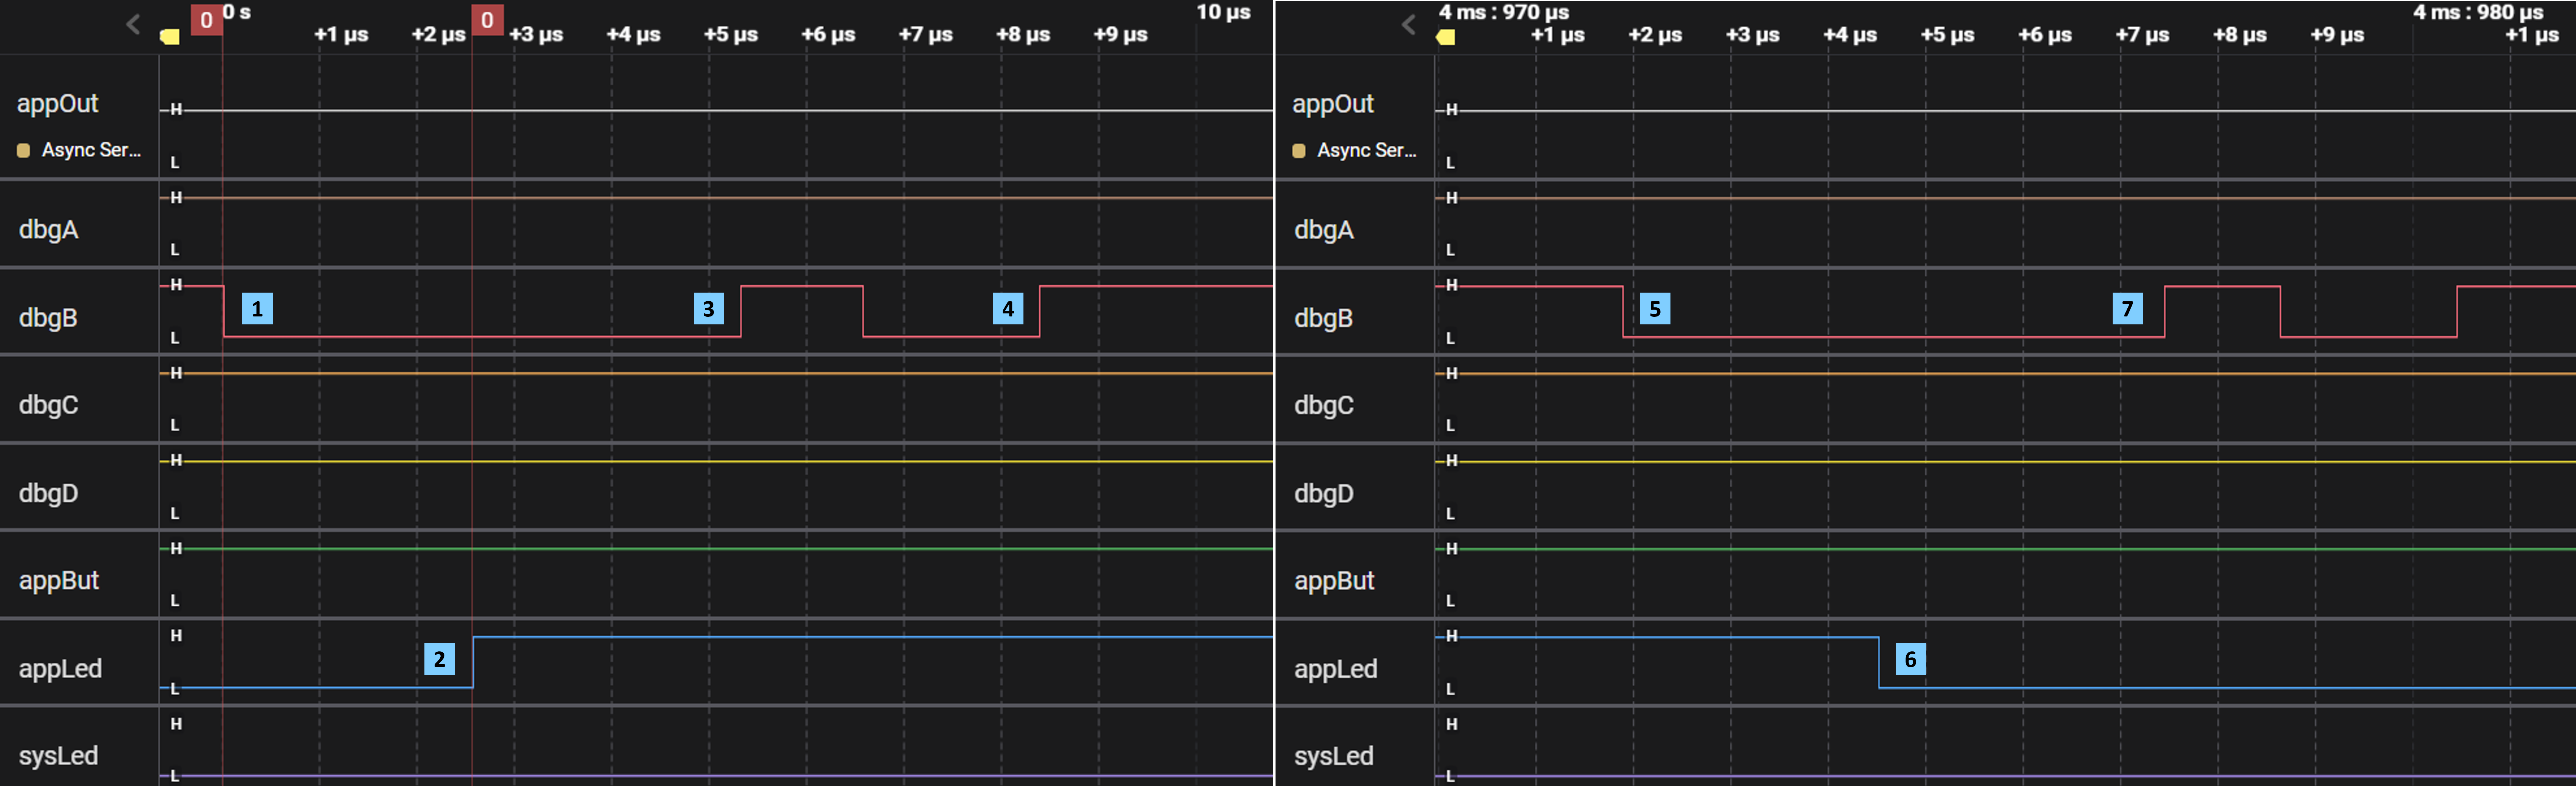 0 0 s 0 10 µs
+1 µs +2 µs +3 µs +4 µs +5 µs +6 µs +7 µs +8 µs +9 µs
appOut H
Async Ser... L
H
dbgA
L
H
1 3 4
dbgB
L
H
dbgC
L
H
dbgD
L
H
appBut
L
H
2
appLed
L
H
sysLed
L
4 ms : 970 µs 4 ms : 980 µs
+1 µs +2 µs +3 µs +4 µs +5 µs +6 µs +7 µs +8 µs +9 µs +1 µs
appOut H
Async Ser... L
H
dbgA
L
H
5 7
dbgB
L
H
dbgC
L
H
dbgD
L
H
appBut
L
H
6
appLed
L
H
sysLed
L